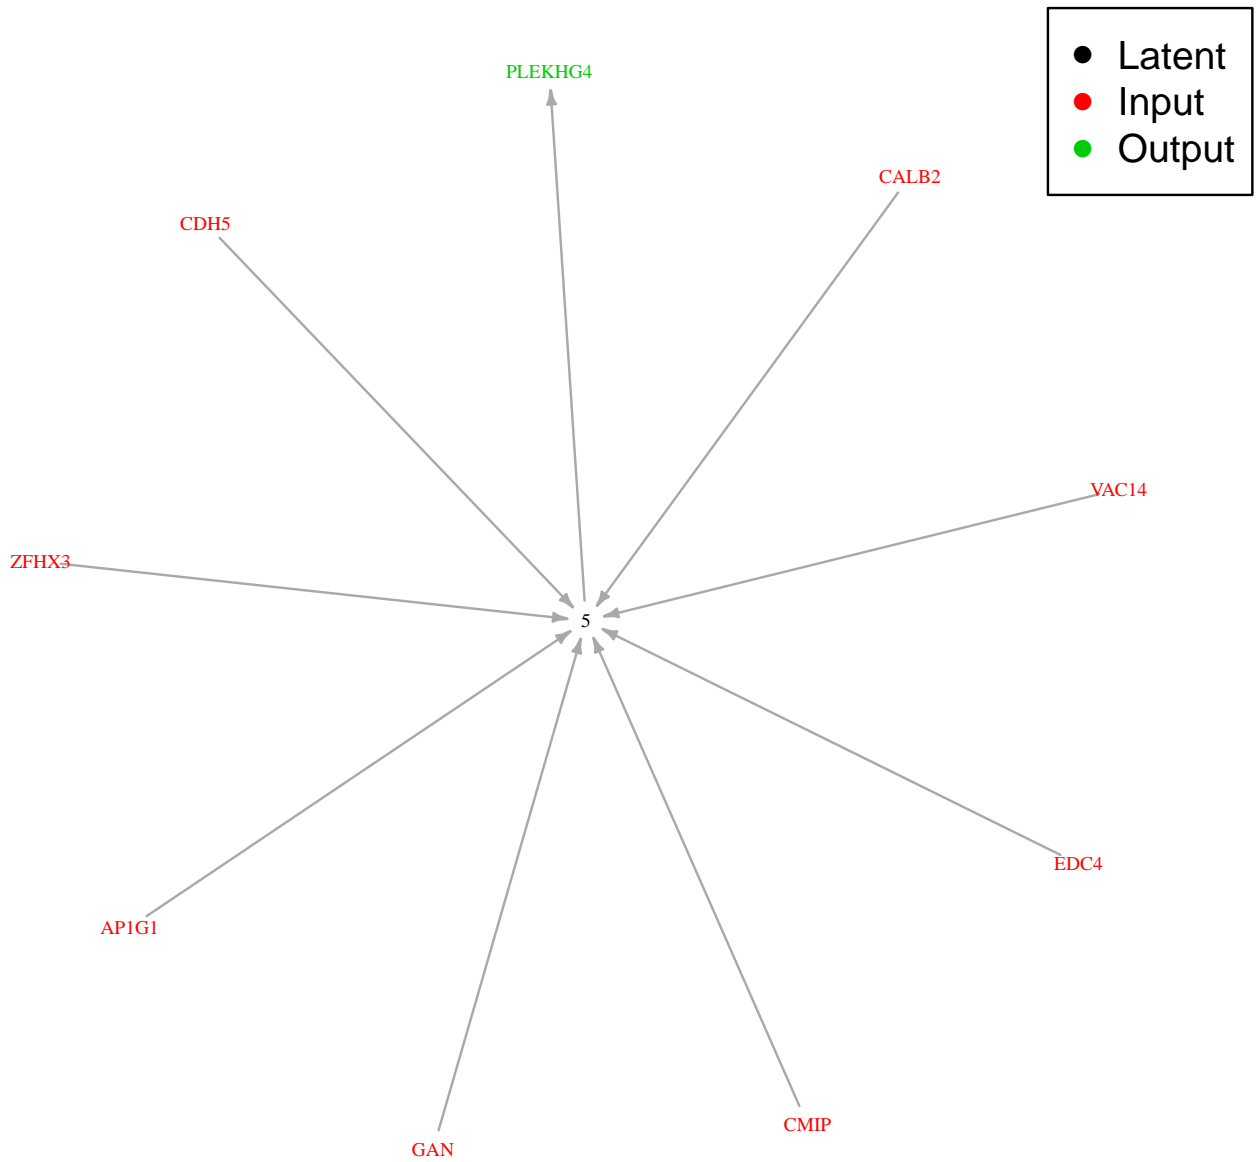 PLEKHG4
Latent
Input
Output
CALB2
CDH5
VAC14
ZFHX3
5
EDC4
AP1G1
CMIP
GAN